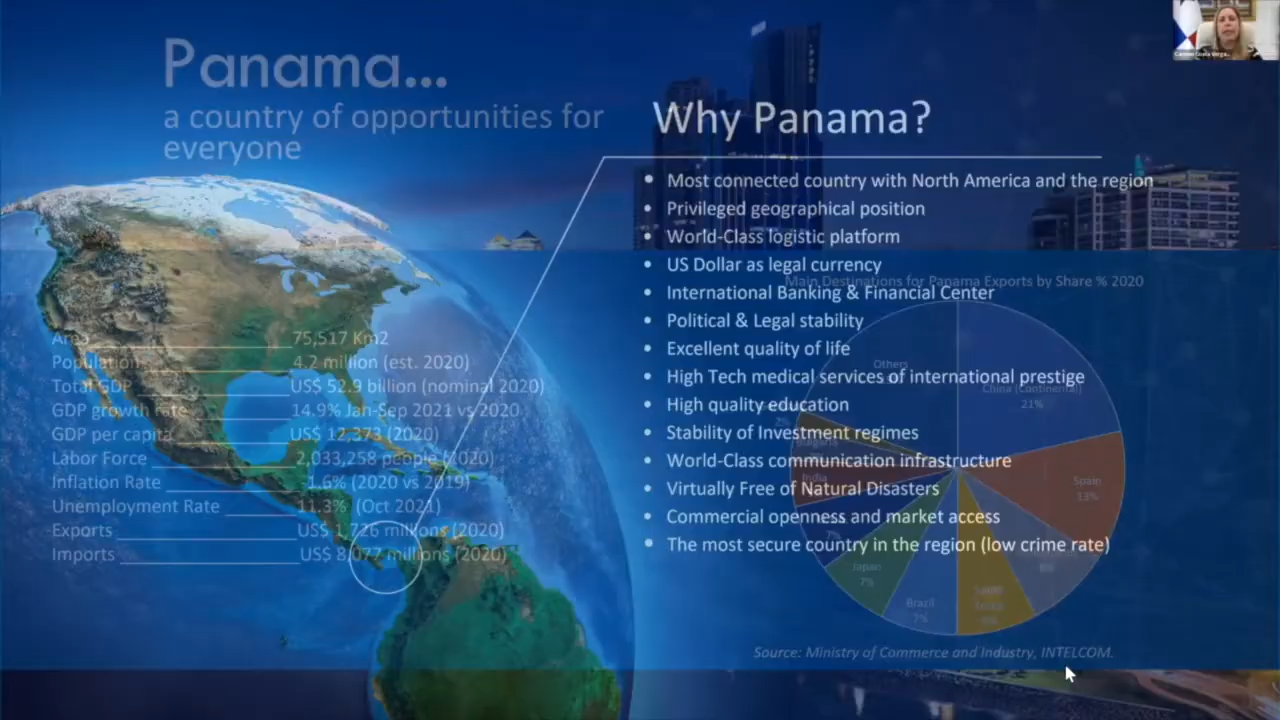 Panama...
a country of opportunities for
everyone
Why Panama?
• Most connected country with North America and the region
• Privileged geographical position
• World-Class logistic platform
• US Dollar as legal currency
• International Banking & Financial Center
• Political & Legal stability
• Excellent quality of life
• High Tech medical services of international prestige
• High quality education
• Stability of Investment regimes
• World-Class communication infrastructure
• Virtually Free of Natural Disasters
• Commercial openness and market access
• The most secure country in the region (low crime rate)
Area 75,517 Km2
Population 4.2 million (est. 2020)
Total GDP US$ 52.9 billion (nominal 2020)
GDP growth rate 14.9% Jan-Sep 2021 vs 2020
GDP per capita US$ (2020)
Labor Force 2,033,258 people (2020)
Inflation Rate 1.6% (2020 vs 2019)
Unemployment Rate 11.3% (Oct 2021)
Exports US$ 726 millions (2020)
Imports US$ 8,077 millions (2020)
Main Destinations for Panama Exports by Share % 2020
Others
China (Continental)
21%
Spain
13%
Brazil
7%
Japan
7%
India
Source: Ministry of Commerce and Industry, INTELCOM.